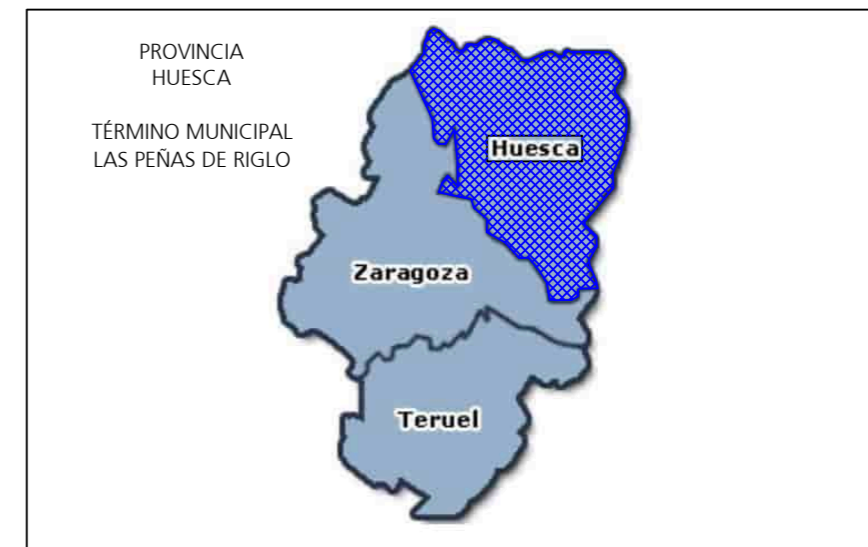 PROVINCIA
HUESCA
TÉRMINO MUNICIPAL
LAS PEÑAS DE RIGLO
Huesca
Zaragoza
Teruel